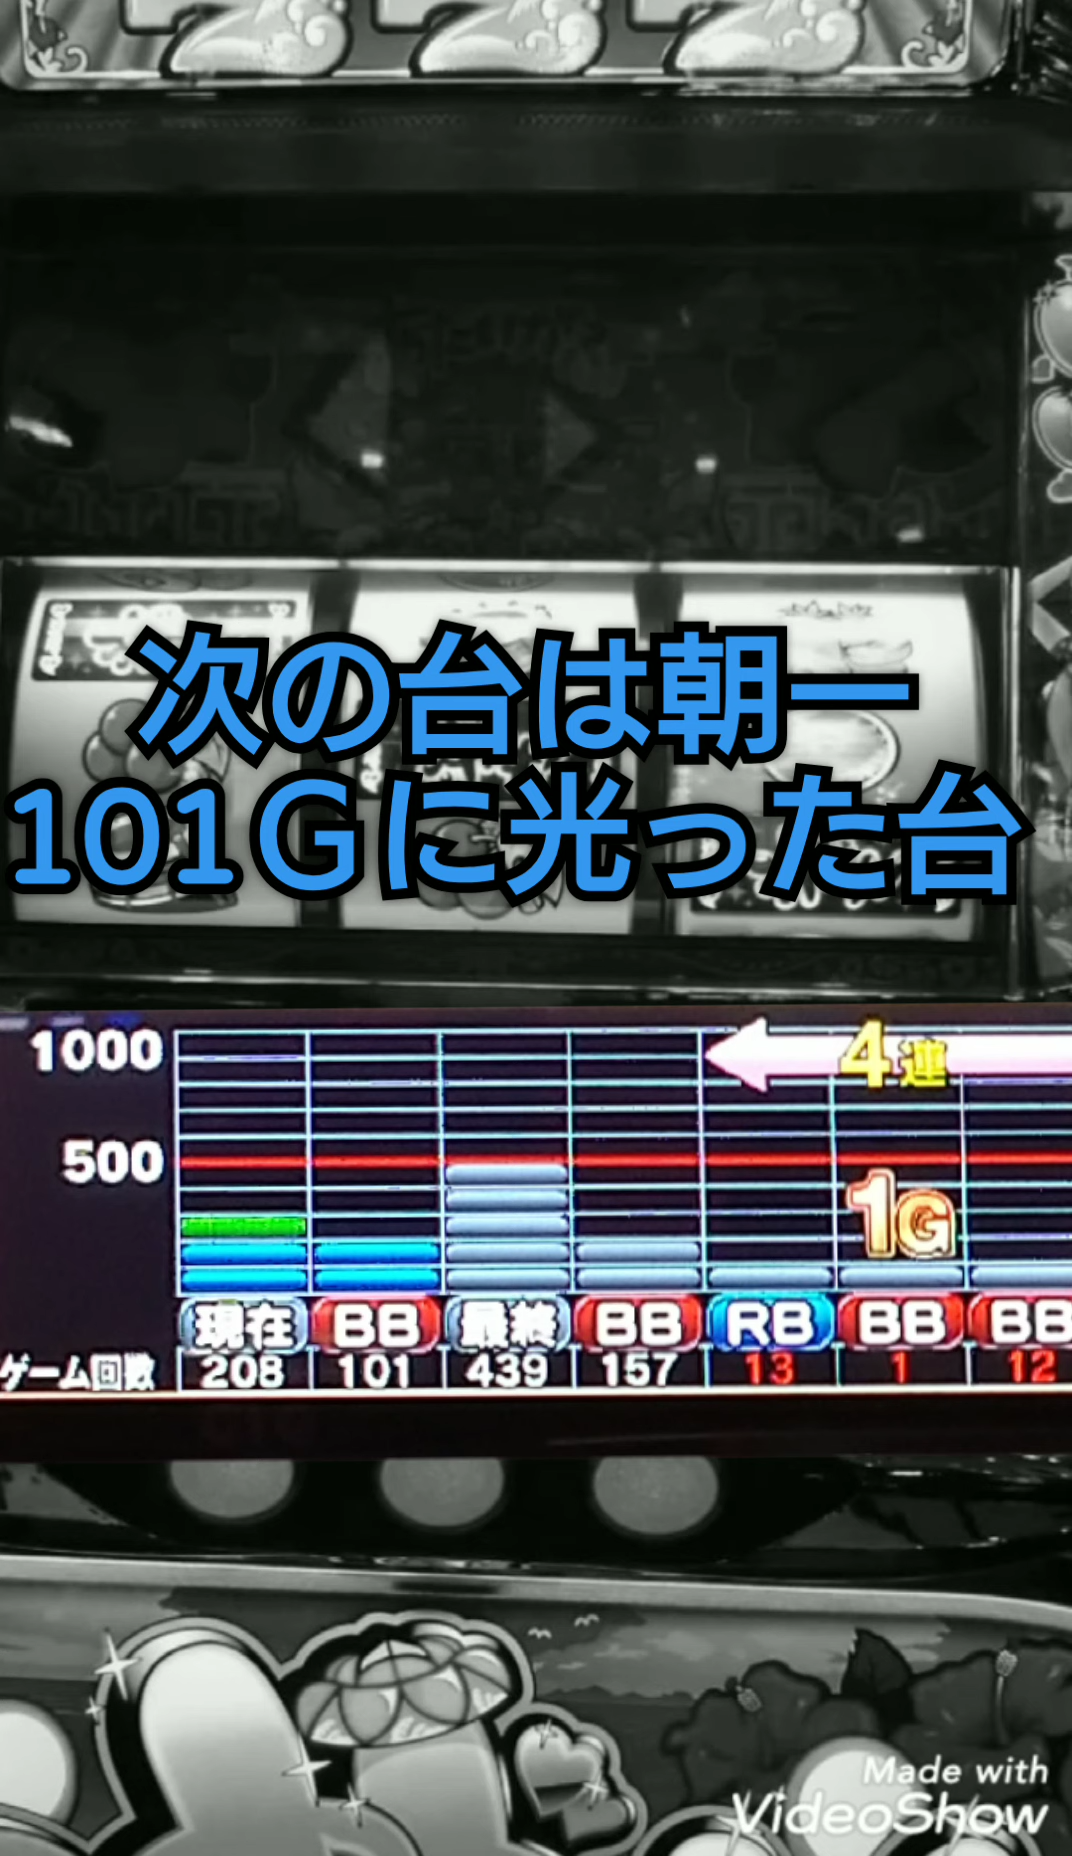 777
次の台は朝一
101Gに光った台
1000
4連
500
1G
現在 BB 最終 BB RB BB BB
ゲーム回数 208 101 439 157 13 1 12
Made with
VideoShow